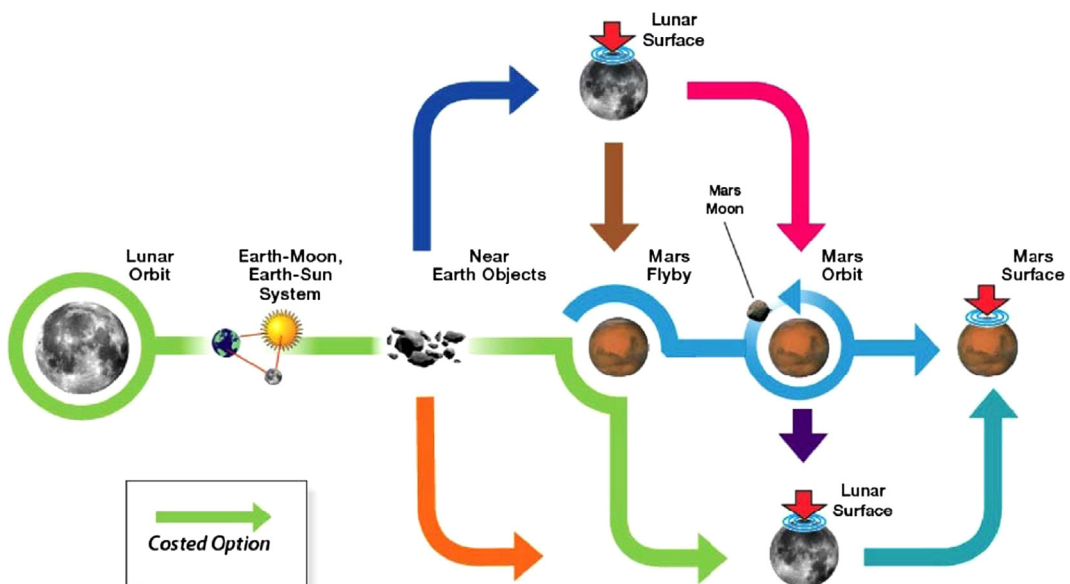 Lunar
Surface
Mars
Moon
Lunar
Orbit
Earth-Moon,
Earth-Sun
System
Near
Earth Objects
Mars
Flyby
Mars
Orbit
Mars
Surface
Lunar
Surface
Costed Option